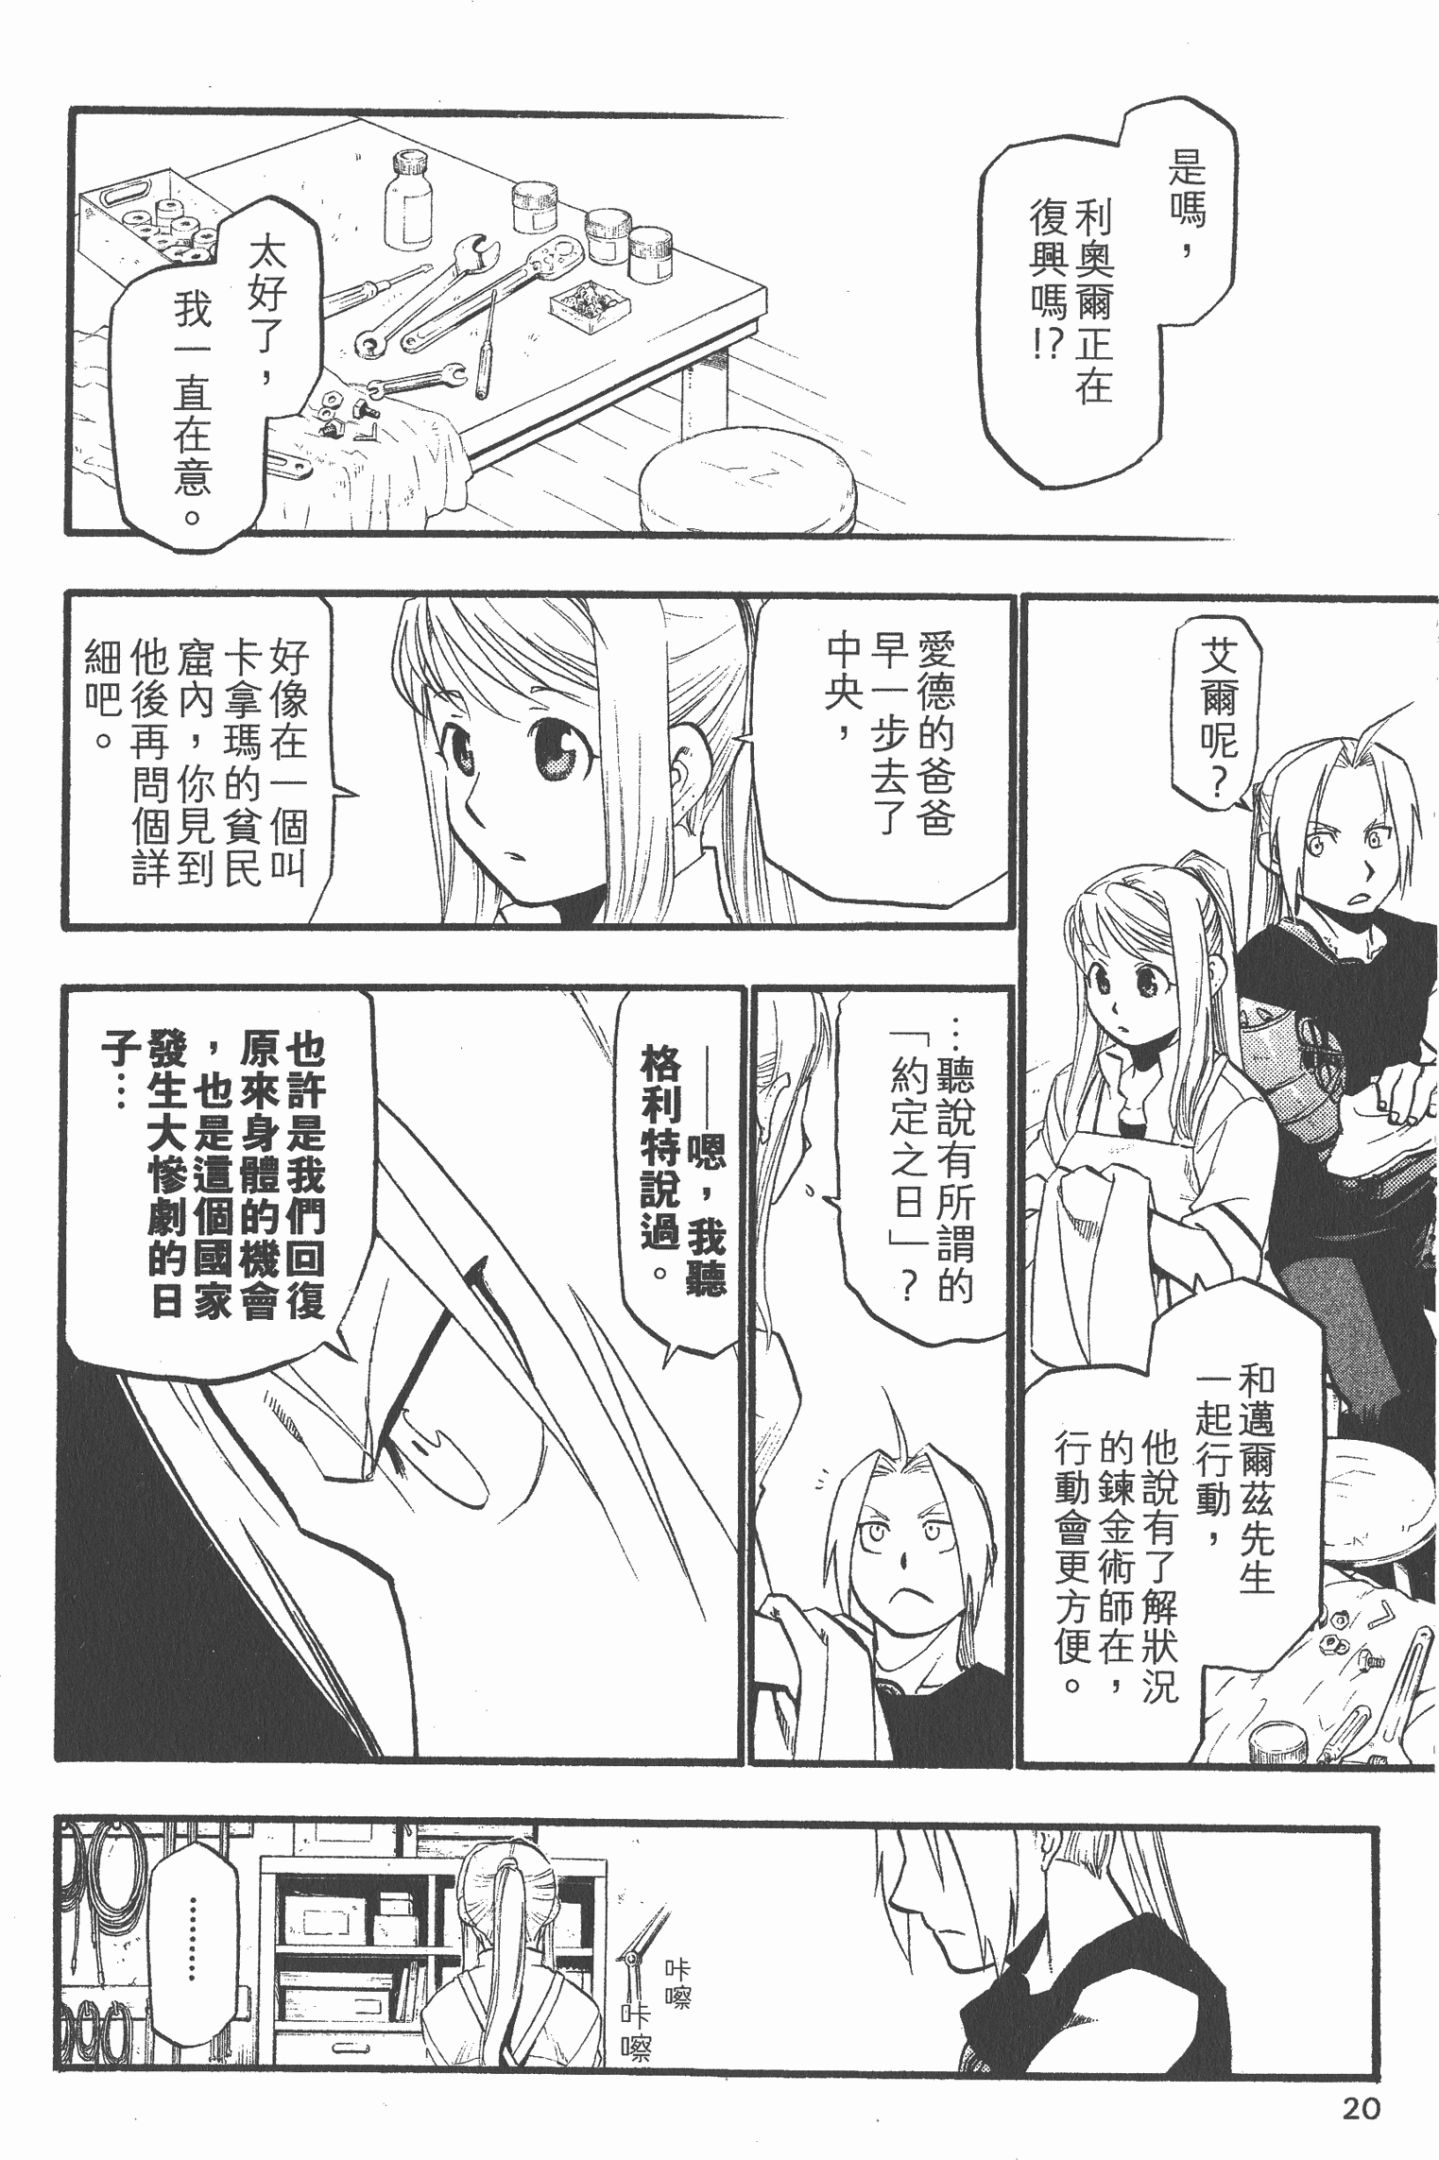 是嗎，
利奧爾正在
復興嗎!?
太好了，
我一直在意。
艾爾呢？
和邁爾茲先生
一起行動，
他說有了解狀況
的鍊金術師在，
行動會更方便。
愛德的爸爸
早一步去了
中央，
好像在一個叫
卡拿瑪的貧民
窟內，你見到
他後再問個詳
細吧。
…聽說有所謂的
「約定之日」？
——嗯，我聽
格利特說過。
也許是我們回復
原來身體的機會
，也是這個國家
發生大慘劇的日
子…
咔嚓
咔嚓
………
20